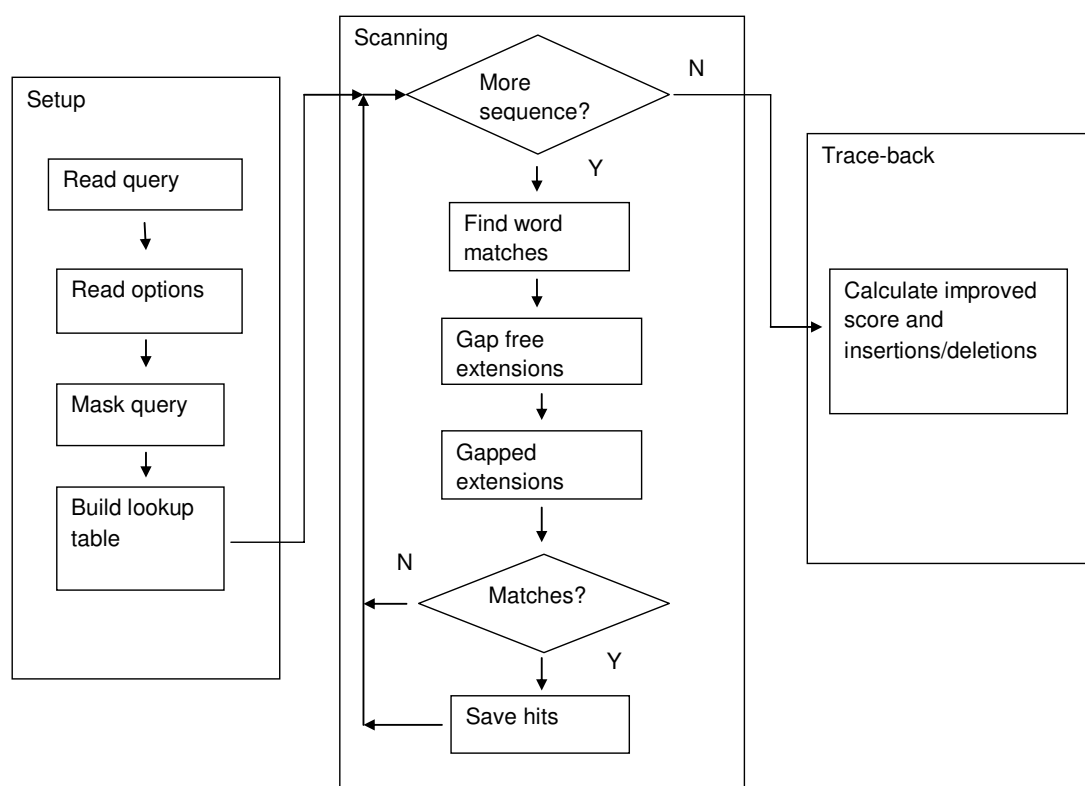 Setup
Read query
Read options
Mask query
Build lookup
table
Scanning
More
sequence?
N
Y
Find word
matches
Gap free
extensions
Gapped
extensions
N
Matches?
Y
Save hits
Trace-back
Calculate improved
score and
insertions/deletions